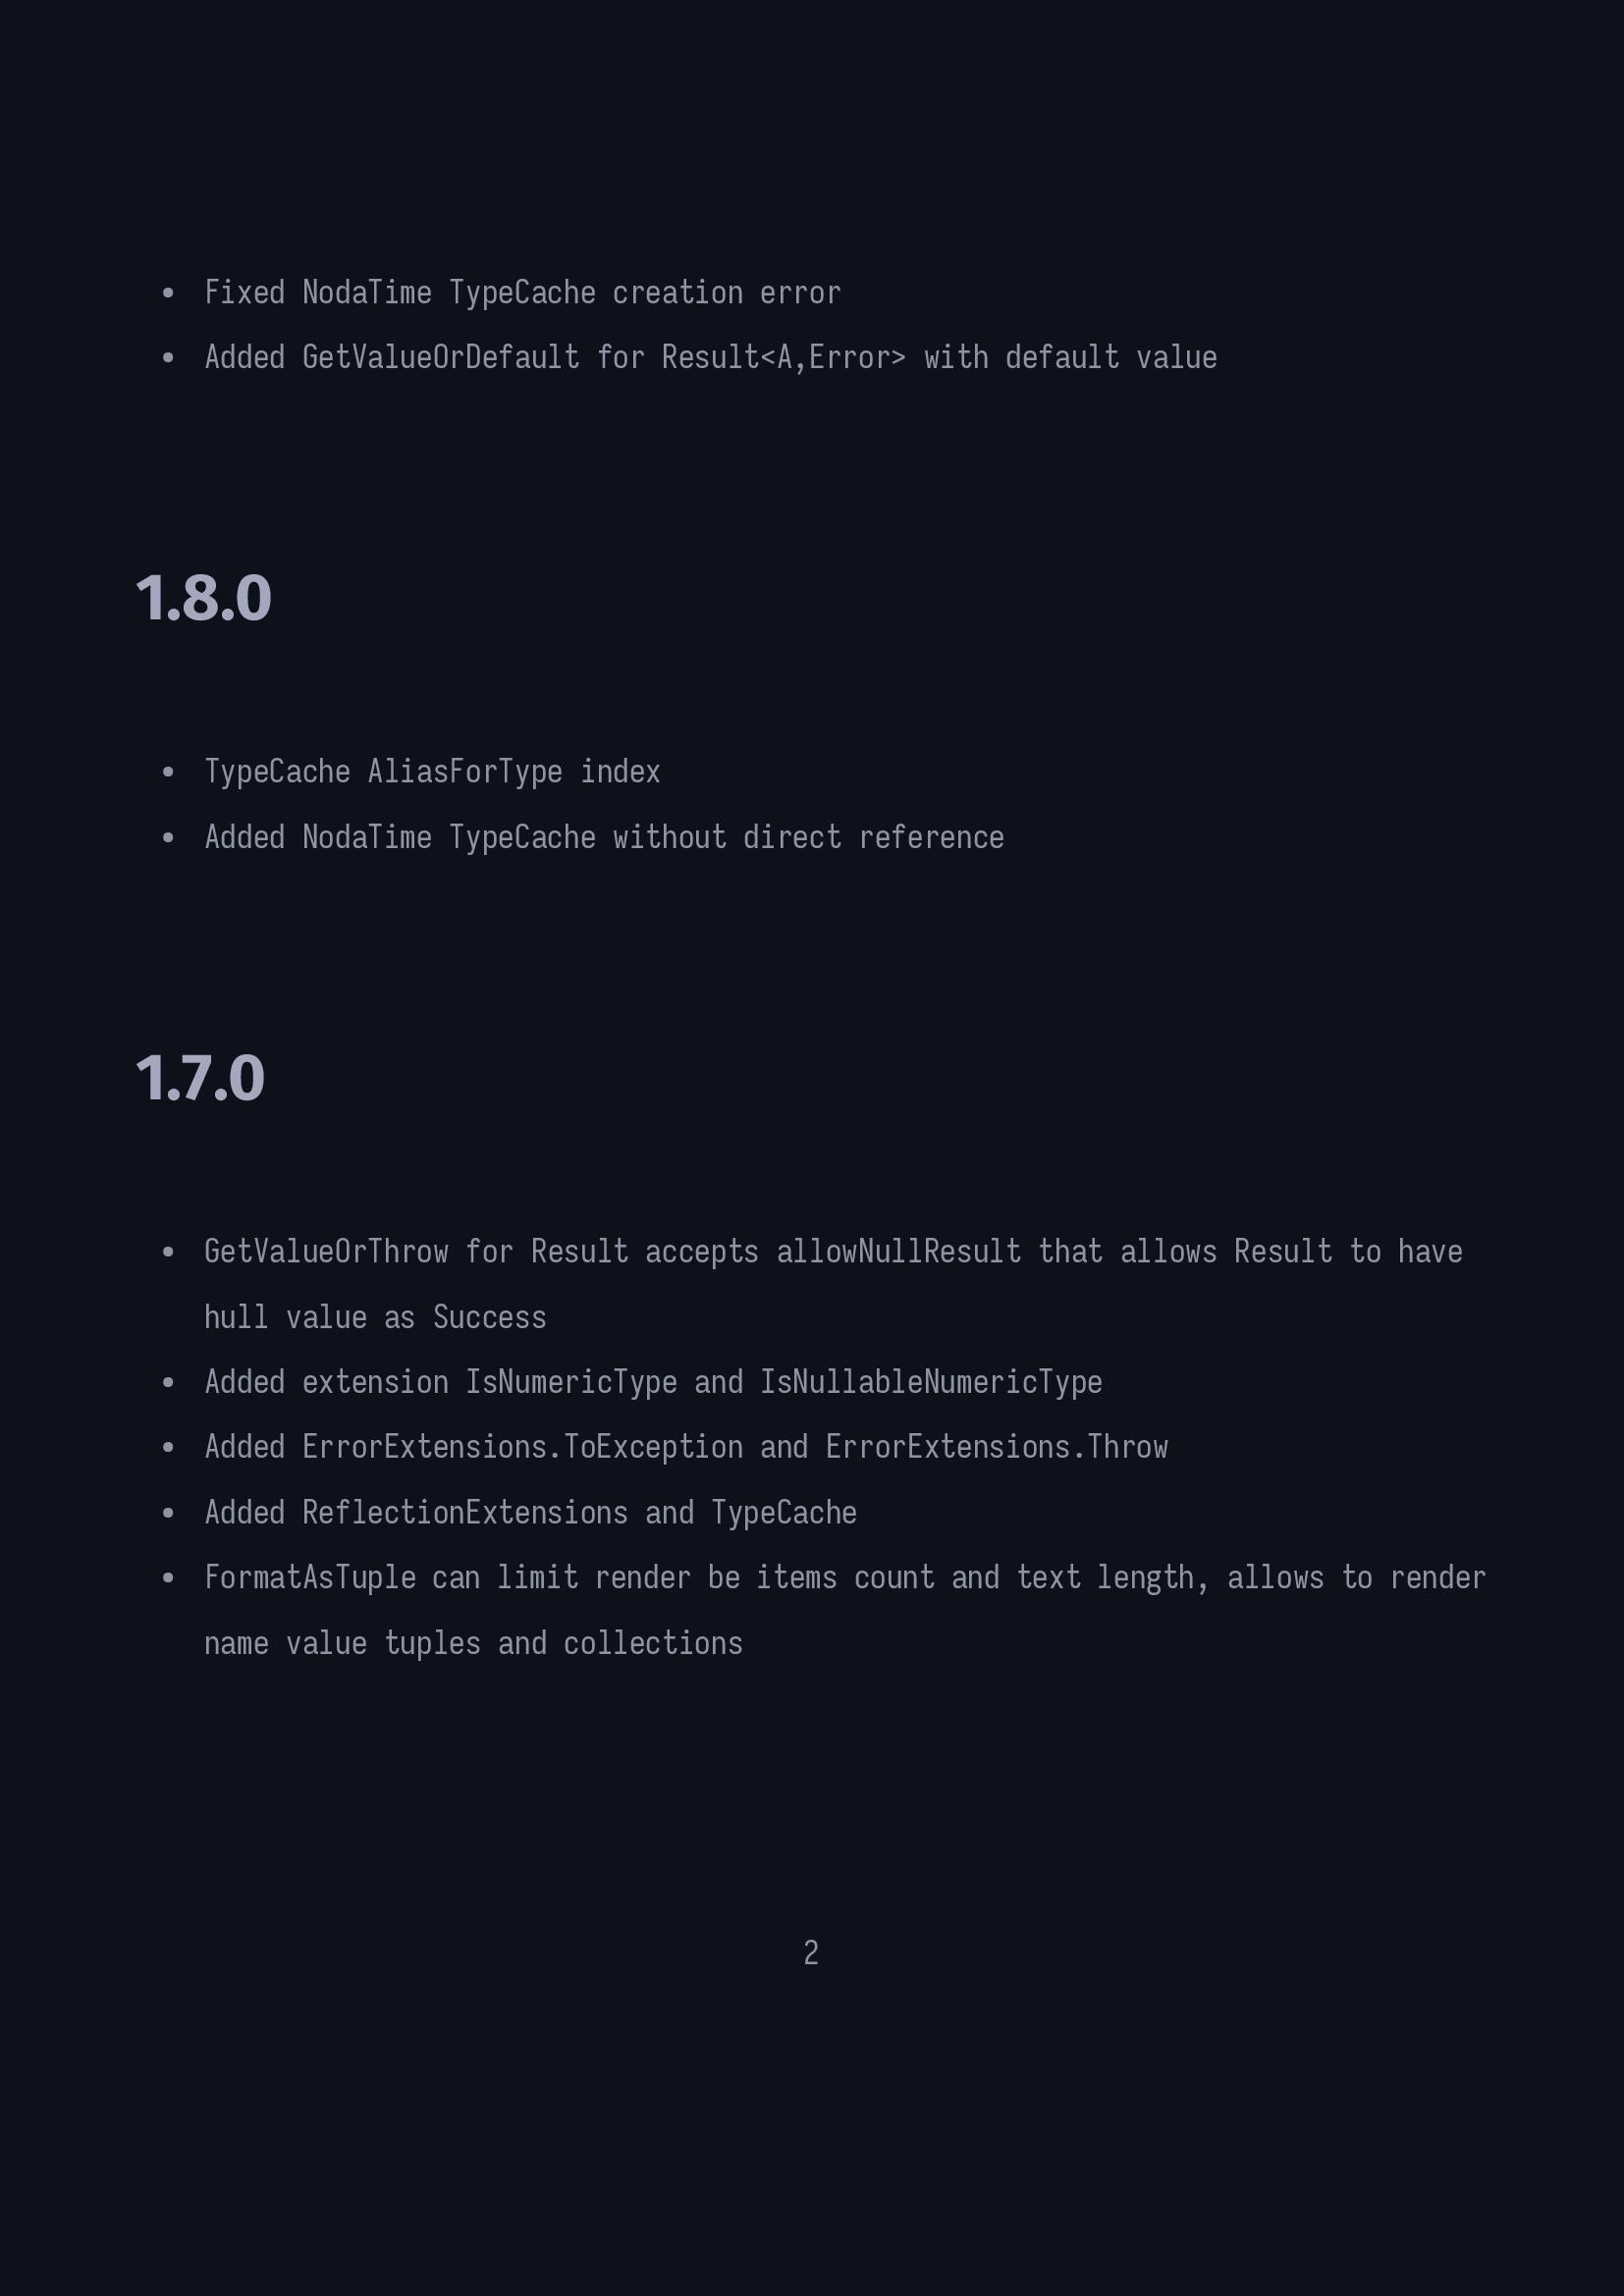 • Fixed NodaTime TypeCache creation error
• Added GetValueOrDefault for Result<A,Error> with default value
1.8.0
• TypeCache AliasForType index
• Added NodaTime TypeCache without direct reference
1.7.0
• GetValueOrThrow for Result accepts allowNullResult that allows Result to have
hull value as Success
• Added extension IsNumericType and IsNullableNumericType
• Added ErrorExtensions.ToException and ErrorExtensions.Throw
• Added ReflectionExtensions and TypeCache
• FormatAsTuple can limit render be items count and text length, allows to render
name value tuples and collections
2